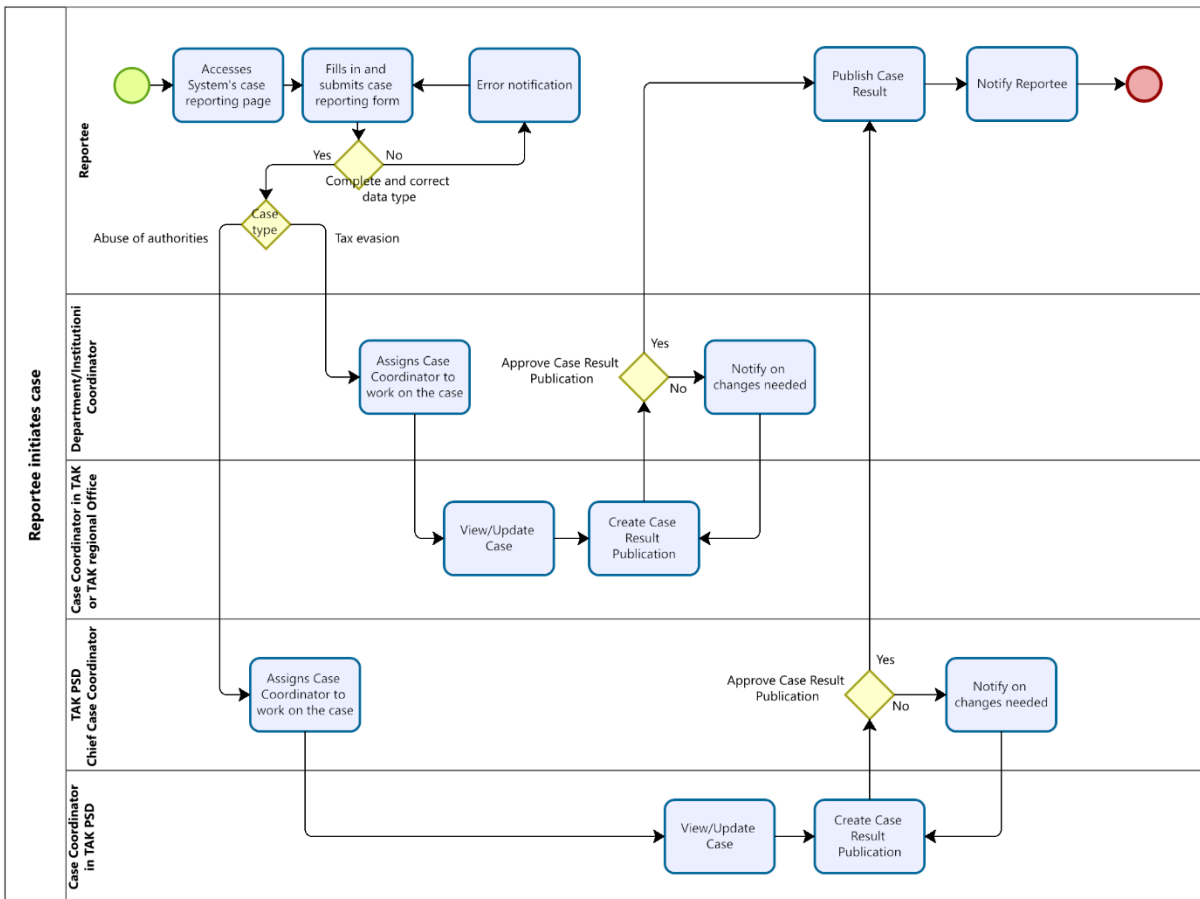 Reportee initiates case
Reportee
Accesses
System's case
reporting page
Fills in and
submits case
reporting form
Error notification
Publish Case
Result
Notify Reportee
Yes
No
Complete and correct
data type
Case
type
Abuse of authorities
Tax evasion
Department/Institutioni
Coordinator
Assigns Case
Coordinator to
work on the case
Approve Case Result
Publication
Yes
No
Notify on
changes needed
Case Coordinator in TAK
or TAK regional Office
View/Update
Case
Create Case
Result
Publication
TAK PSD
Chief Case Coordinator
Assigns Case
Coordinator to
work on the case
Approve Case Result
Publication
Yes
No
Notify on
changes needed
Case Coordinator
in TAK PSD
View/Update
Case
Create Case
Result
Publication